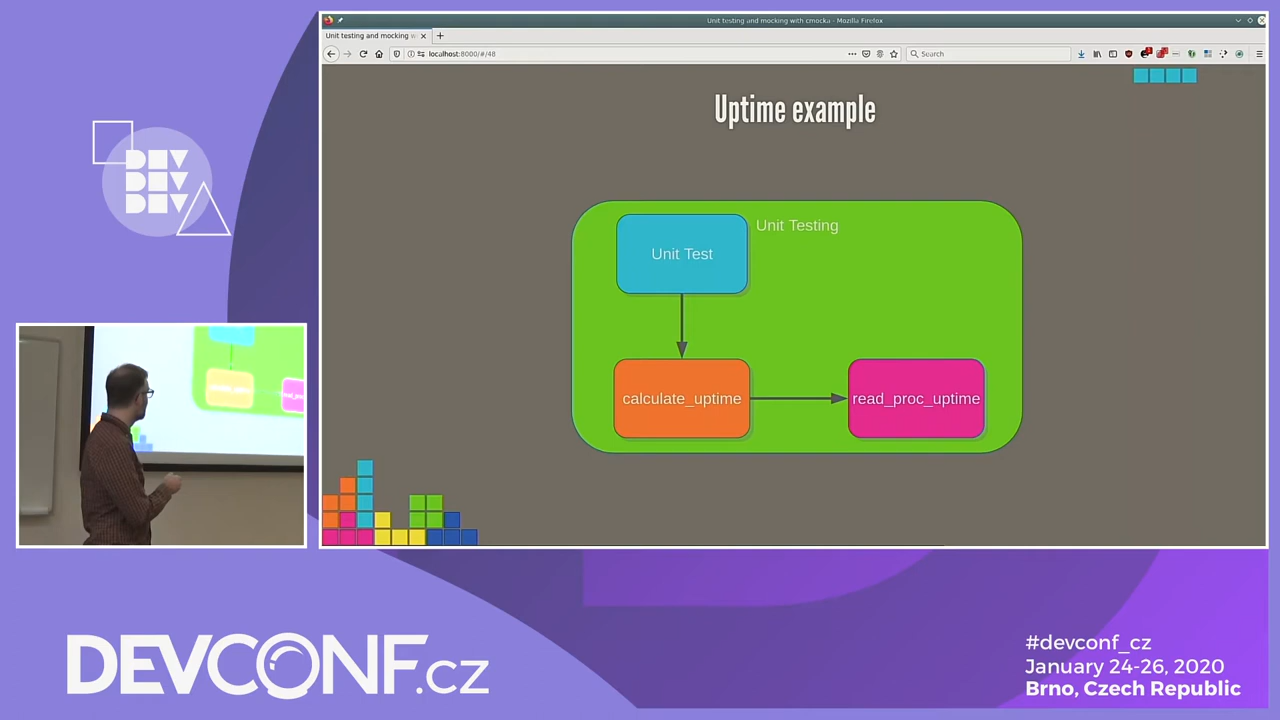 Unit testing and mocking with cmocka - Mozilla Firefox
Unit testing and mocking w
localhost:8000/#/48
Search
Uptime example
Unit Testing
Unit Test
calculate_uptime
read_proc_uptime
DEV
DEV
DEV
DEVCONF.cz
#devconf_cz
January 24-26, 2020
Brno, Czech Republic